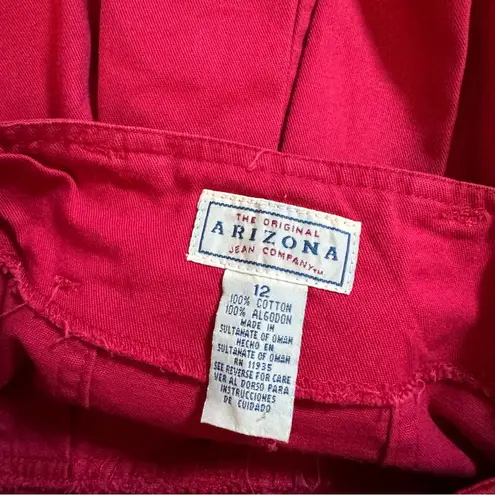 THE ORIGINAL
ARIZONA
JEAN COMPANY™
12
100% COTTON
100% ALGODON
MADE IN
SULTANATE OF OMAN
HECHO EN
SULTANATE OF OMAN
RN 11935
SEE REVERSE FOR CARE
VER AL DORSO PARA
INSTRUCCIONES
DE CUIDADO